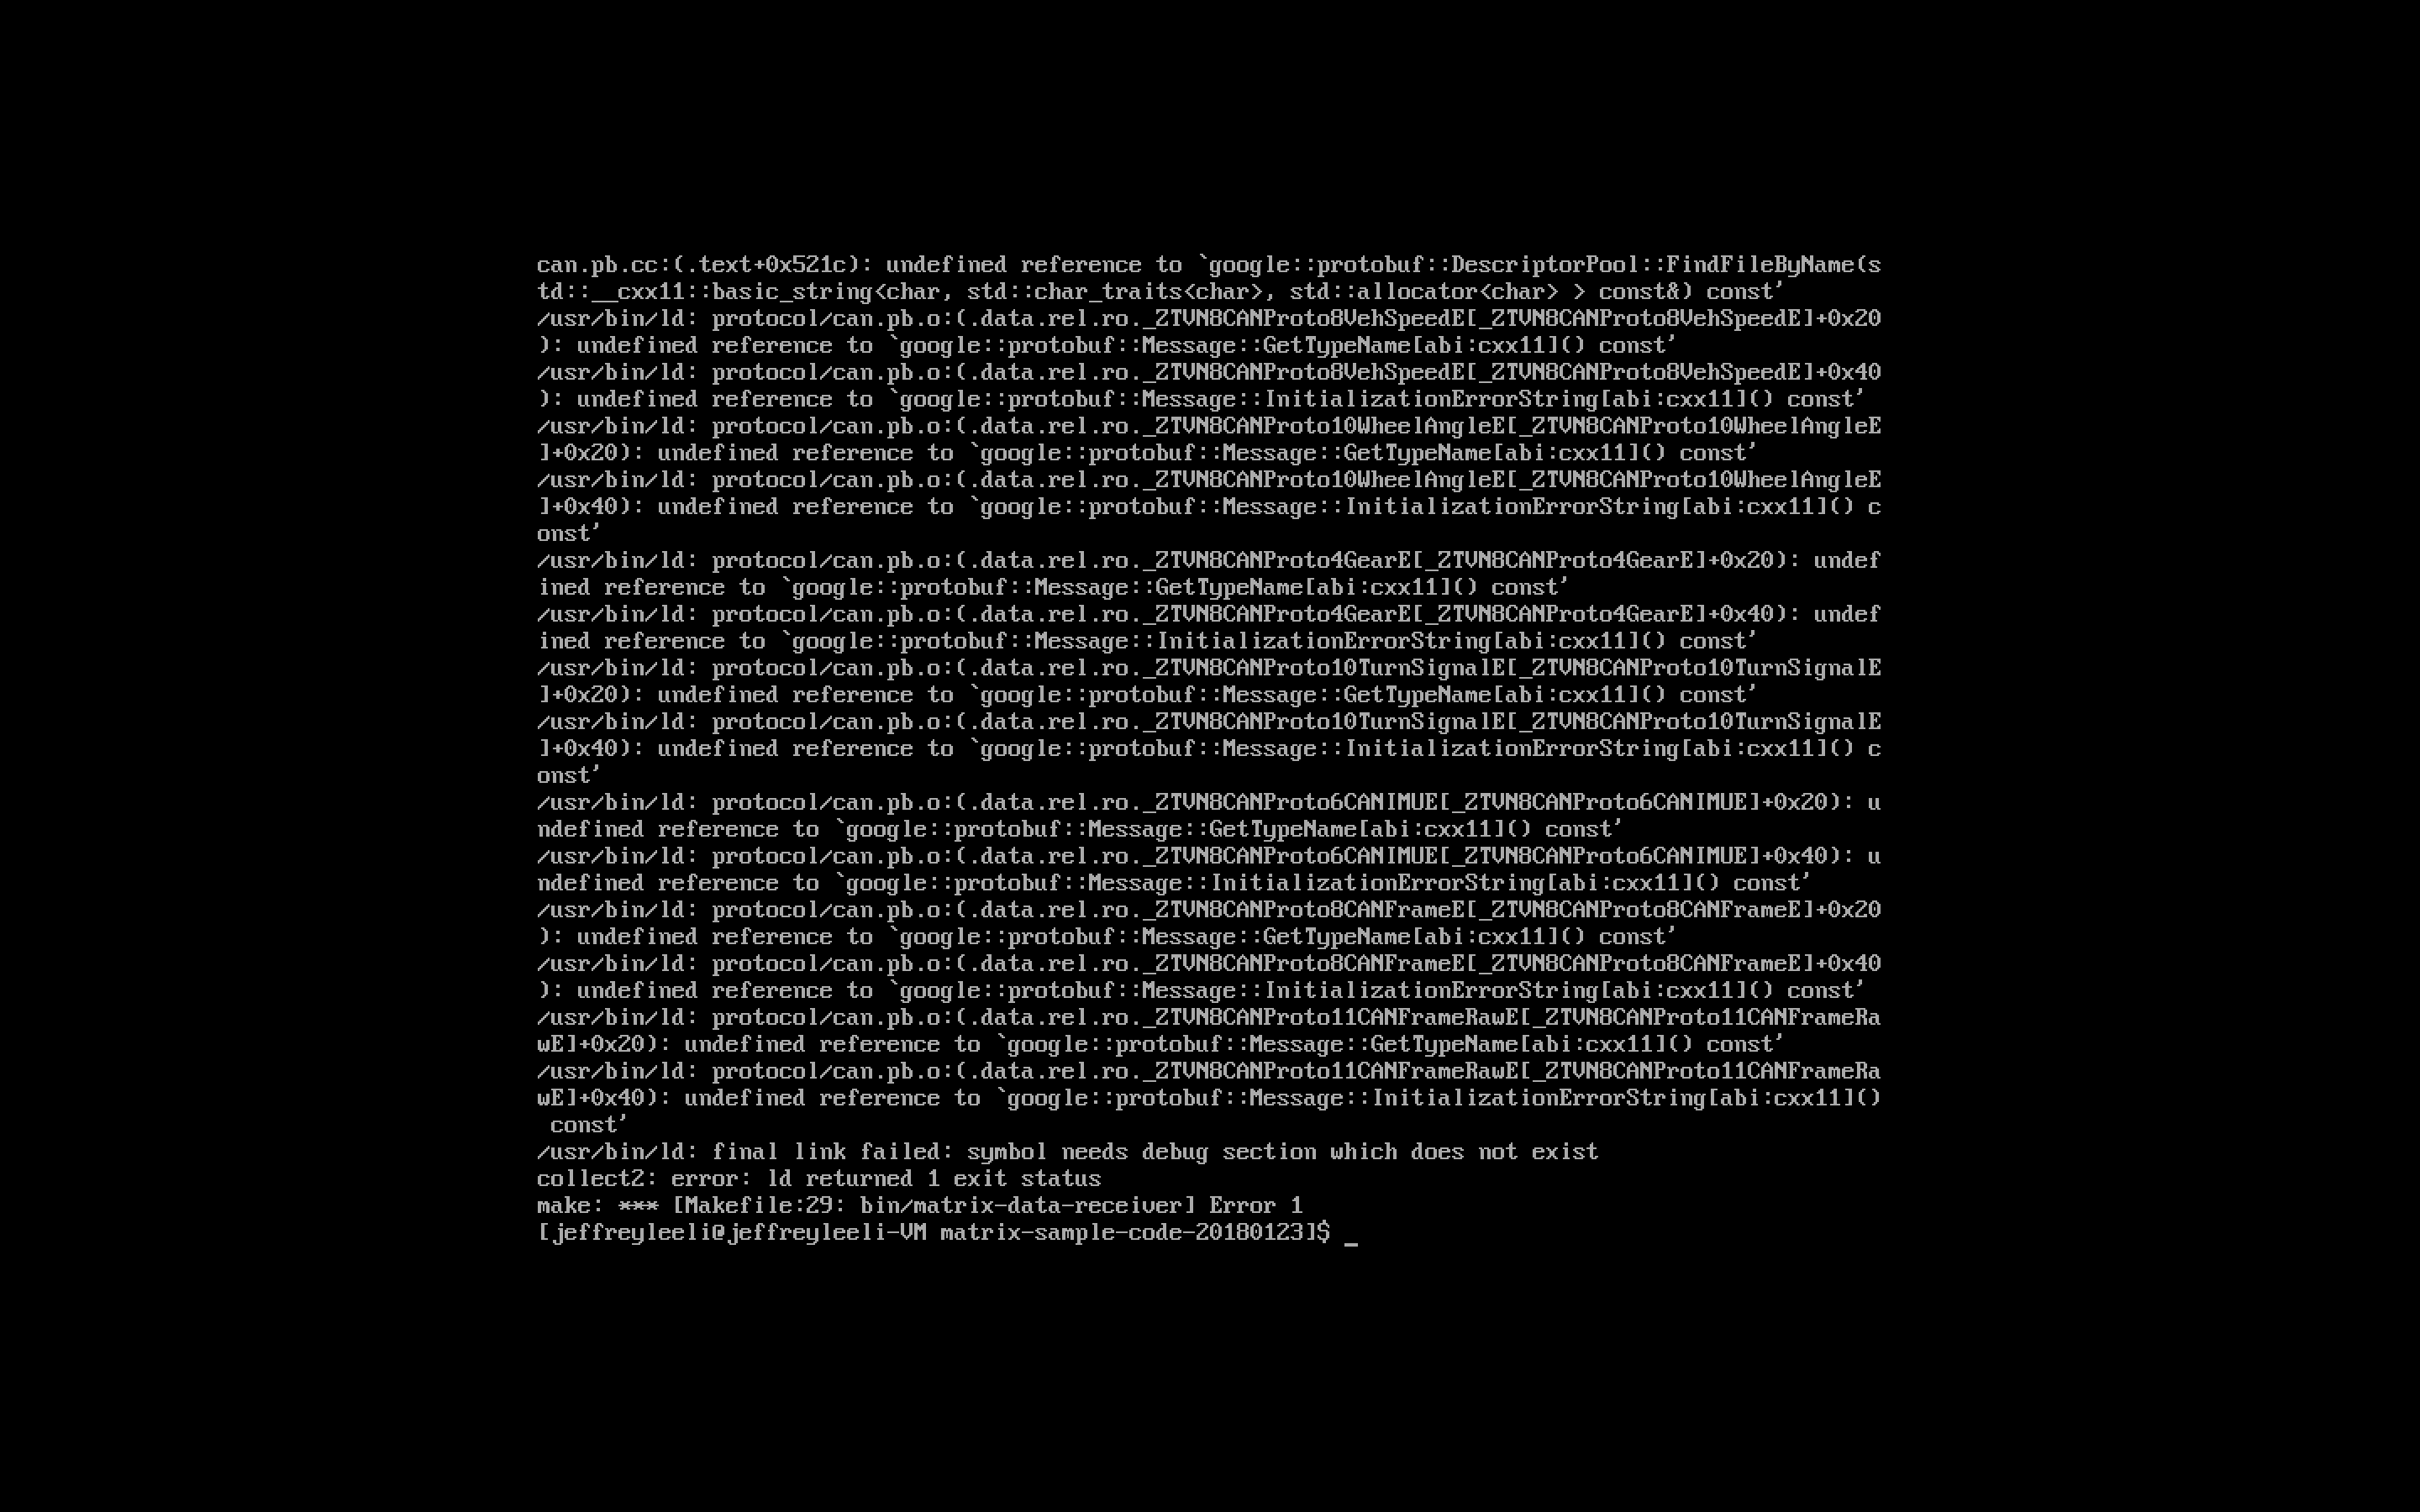 can.pb.cc:(.text+0x521c): undefined reference to `google::protobuf::DescriptorPool::FindFileByName(s
td::__cxx11::basic_string<char, std::char_traits<char>, std::allocator<char> > const&) const'
/usr/bin/ld: protocol/can.pb.o:(.data.rel.ro._ZTVN8CANProto8VehSpeedE[_ZTVN8CANProto8VehSpeedE]+0x20
): undefined reference to `google::protobuf::Message::GetTypeName[abi:cxx11]() const'
/usr/bin/ld: protocol/can.pb.o:(.data.rel.ro._ZTVN8CANProto8VehSpeedE[_ZTVN8CANProto8VehSpeedE]+0x40
): undefined reference to `google::protobuf::Message::InitializationErrorString[abi:cxx11]() const'
/usr/bin/ld: protocol/can.pb.o:(.data.rel.ro._ZTVN8CANProto10WheelAngleE[_ZTVN8CANProto10WheelAngleE
]+0x20): undefined reference to `google::protobuf::Message::GetTypeName[abi:cxx11]() const'
/usr/bin/ld: protocol/can.pb.o:(.data.rel.ro._ZTVN8CANProto10WheelAngleE[_ZTVN8CANProto10WheelAngleE
]+0x40): undefined reference to `google::protobuf::Message::InitializationErrorString[abi:cxx11]() c
onst'
/usr/bin/ld: protocol/can.pb.o:(.data.rel.ro._ZTVN8CANProto4GearE[_ZTVN8CANProto4GearE]+0x20): undef
ined reference to `google::protobuf::Message::GetTypeName[abi:cxx11]() const'
/usr/bin/ld: protocol/can.pb.o:(.data.rel.ro._ZTVN8CANProto4GearE[_ZTVN8CANProto4GearE]+0x40): undef
ined reference to `google::protobuf::Message::InitializationErrorString[abi:cxx11]() const'
/usr/bin/ld: protocol/can.pb.o:(.data.rel.ro._ZTVN8CANProto10TurnSignalE[_ZTVN8CANProto10TurnSignalE
]+0x20): undefined reference to `google::protobuf::Message::GetTypeName[abi:cxx11]() const'
/usr/bin/ld: protocol/can.pb.o:(.data.rel.ro._ZTVN8CANProto10TurnSignalE[_ZTVN8CANProto10TurnSignalE
]+0x40): undefined reference to `google::protobuf::Message::InitializationErrorString[abi:cxx11]() c
onst'
/usr/bin/ld: protocol/can.pb.o:(.data.rel.ro._ZTVN8CANProto6CANIMUE[_ZTVN8CANProto6CANIMUE]+0x20): u
ndefined reference to `google::protobuf::Message::GetTypeName[abi:cxx11]() const'
/usr/bin/ld: protocol/can.pb.o:(.data.rel.ro._ZTVN8CANProto6CANIMUE[_ZTVN8CANProto6CANIMUE]+0x40): u
ndefined reference to `google::protobuf::Message::InitializationErrorString[abi:cxx11]() const'
/usr/bin/ld: protocol/can.pb.o:(.data.rel.ro._ZTVN8CANProto8CANFrameE[_ZTVN8CANProto8CANFrameE]+0x20
): undefined reference to `google::protobuf::Message::GetTypeName[abi:cxx11]() const'
/usr/bin/ld: protocol/can.pb.o:(.data.rel.ro._ZTVN8CANProto8CANFrameE[_ZTVN8CANProto8CANFrameE]+0x40
): undefined reference to `google::protobuf::Message::InitializationErrorString[abi:cxx11]() const'
/usr/bin/ld: protocol/can.pb.o:(.data.rel.ro._ZTVN8CANProto11CANFrameRawE[_ZTVN8CANProto11CANFrameRa
wE]+0x20): undefined reference to `google::protobuf::Message::GetTypeName[abi:cxx11]() const'
/usr/bin/ld: protocol/can.pb.o:(.data.rel.ro._ZTVN8CANProto11CANFrameRawE[_ZTVN8CANProto11CANFrameRa
wE]+0x40): undefined reference to `google::protobuf::Message::InitializationErrorString[abi:cxx11]()
 const'
/usr/bin/ld: final link failed: symbol needs debug section which does not exist
collect2: error: ld returned 1 exit status
make: *** [Makefile:29: bin/matrix-data-receiver] Error 1
[jeffreyleeli@jeffreyleeli-VM matrix-sample-code-20180123]$ _